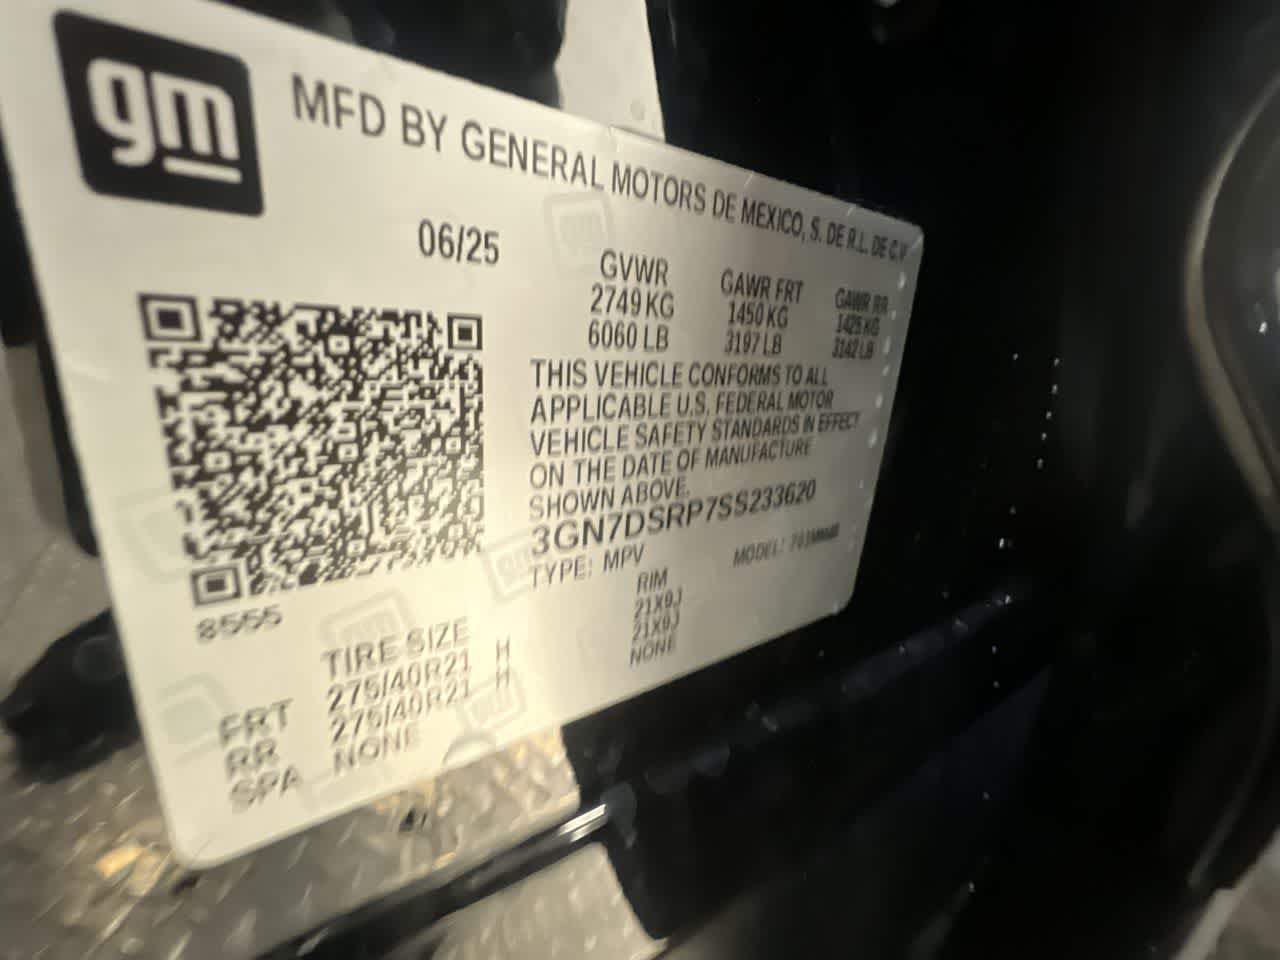 gm
MFD BY GENERAL MOTORS DE MEXICO, S. DE R.L. DE C.V
06/25
GVWR GAWR FRT GAWR RR
2749 KG 1450 KG 1425 KG
6060 LB 3197 LB 3142 LB
THIS VEHICLE CONFORMS TO ALL
APPLICABLE U.S. FEDERAL MOTOR
VEHICLE SAFETY STANDARDS IN EFFECT
ON THE DATE OF MANUFACTURE
SHOWN ABOVE.
3GN7DSRP7SS233620
TYPE: MPV MODEL:
8555
TIRE SIZE RIM
FRT 275/40R21 H 21X9J
RR 275/40R21 H 21X9J
SPA NONE NONE